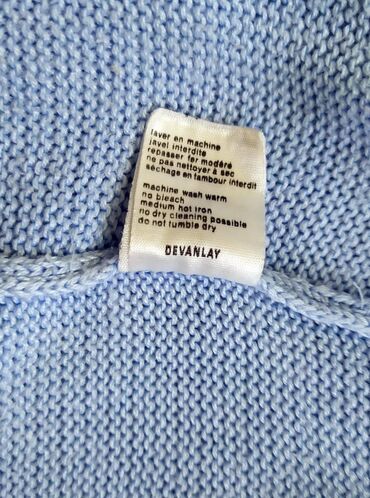 laver en machine
javel interdite
repasser fer modéré
ne pas nettoyer à sec
séchage en tambour interdit
machine wash warm
no bleach
medium hot iron
no dry cleaning possible
do not tumble dry
DEVANLAY